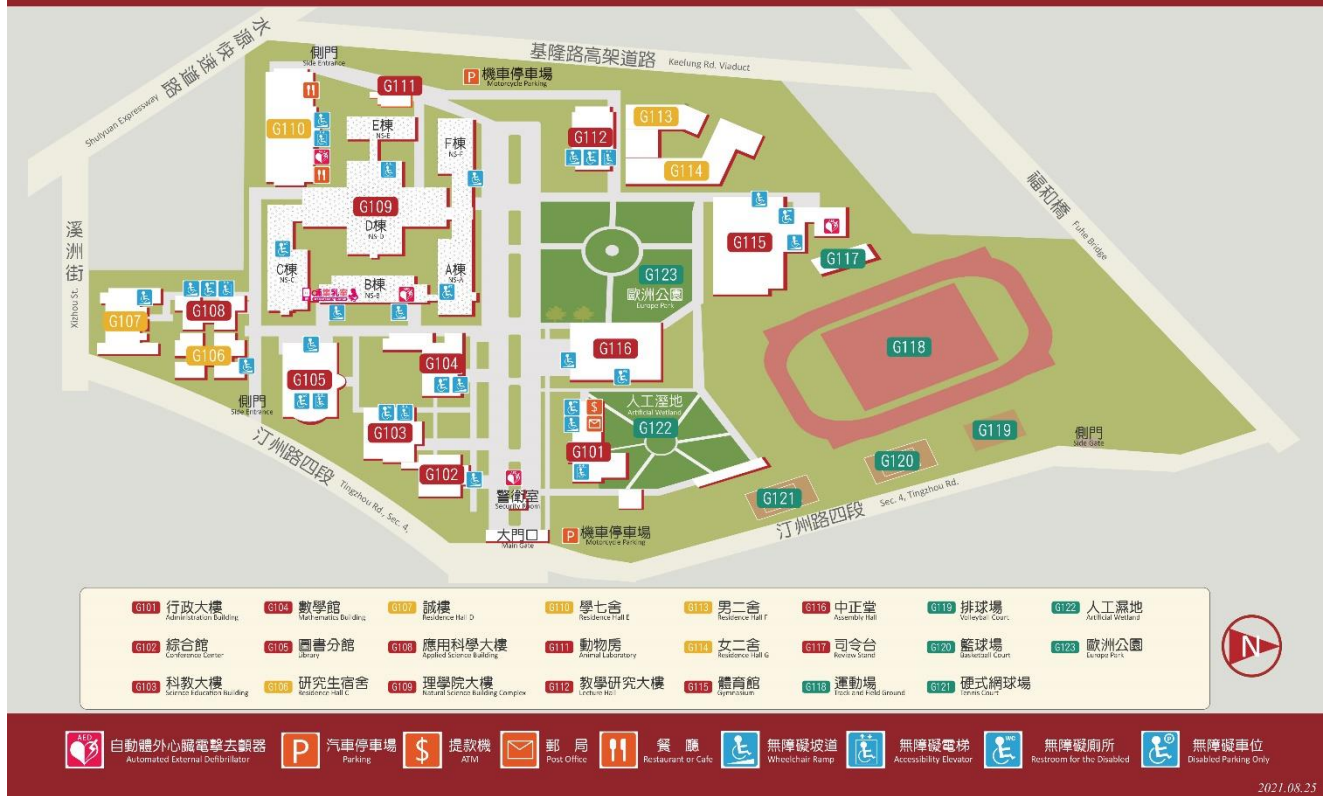 水源快速道路
Shuiyuan Expressway
側門
Side Entrance
基隆路高架道路 Keelung Rd. Viaduct
P 機車停車場
Motorcycle Parking
G111
G110
E棟
NS-E
F棟
NS-F
G112
G113
G114
福和橋
Fuhe Bridge
溪洲街
Xizhou St.
G109
D棟
NS-D
C棟
NS-C
B棟
NS-B
A棟
NS-A
G115
G117
G123
歐洲公園
Europe Park
G107
G108
G106
G105
G104
G116
G118
側門
Side Entrance
人工溼地
Artificial Wetland
G122
$
G103
G101
G102
G119
G120
G121
側門
Side Gate
汀州路四段 Tingzhou Rd., Sec. 4,
警衛室
Security Room
大門口
Main Gate
P 機車停車場
Motorcycle Parking
汀州路四段 Sec. 4, Tingzhou Rd.
G101 行政大樓
Administration Building
G104 數學館
Mathematics Building
G107 誠樓
Residence Hall D
G110 學七舍
Residence Hall E
G113 男二舍
Residence Hall F
G116 中正堂
Assembly Hall
G119 排球場
Volleyball Court
G122 人工濕地
Artificial Wetland
G102 綜合館
Conference Center
G105 圖書分館
Library
G108 應用科學大樓
Applied Science Building
G111 動物房
Animal Laboratory
G114 女二舍
Residence Hall G
G117 司令台
Review Stand
G120 籃球場
Basketball Court
G123 歐洲公園
Europe Park
G103 科教大樓
Science Education Building
G106 研究生宿舍
Residence Hall C
G109 理學院大樓
Natural Science Building Complex
G112 教學研究大樓
Lecture Hall
G115 體育館
Gymnasium
G118 運動場
Track and Field Ground
G121 硬式網球場
Tennis Court
N
AED 自動體外心臟電擊去顫器
Automated External Defibrillator
P 汽車停車場
Parking
$ 提款機
ATM
郵局
Post Office
餐廳
Restaurant or Cafe
無障礙坡道
Wheelchair Ramp
無障礙電梯
Accessibility Elevator
WC 無障礙廁所
Restroom for the Disabled
P 無障礙車位
Disabled Parking Only
2021.08.25